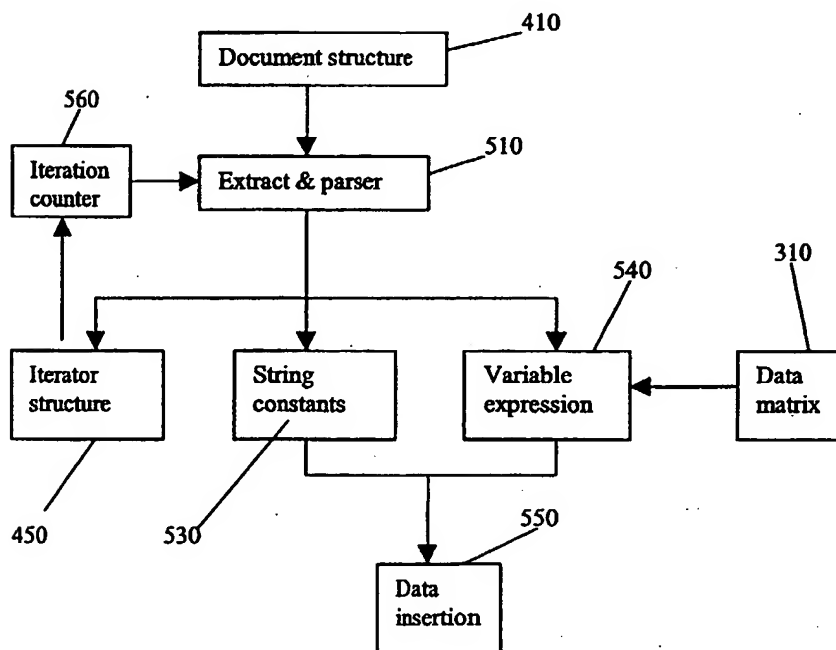 410
Document structure
560
Iteration
counter
510
Extract & parser
310
540
Iterator
structure
String
constants
Variable
expression
Data
matrix
450
530
550
Data
insertion